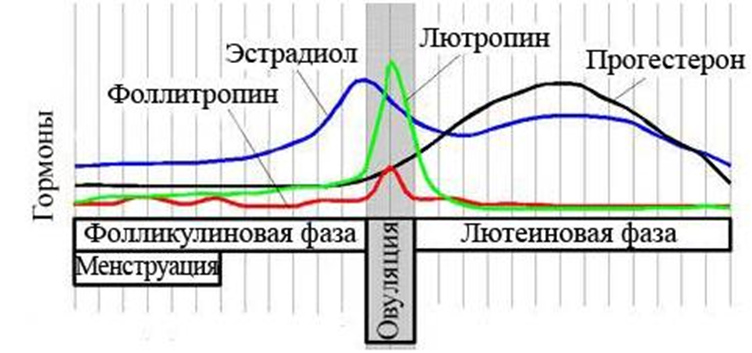 Эстрадиол
Лютропин
Прогестерон
Фоллитропин
Гормоны
Фолликулиновая фаза
Овуляция
Лютеиновая фаза
Менструация